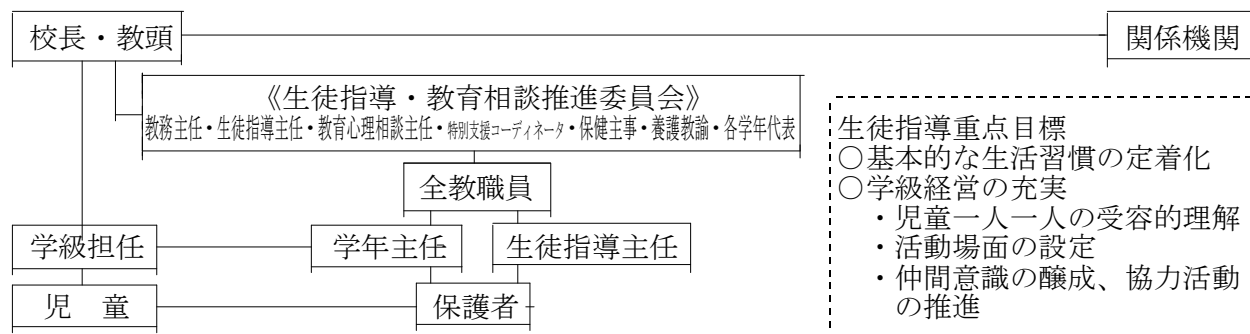 校長・教頭
関係機関
《生徒指導・教育相談推進委員会》
教務主任・生徒指導主任・教育心理相談主任・特別支援コーディネータ・保健主事・養護教諭・各学年代表
全教職員
学級担任
学年主任
生徒指導主任
児　童
保護者
生徒指導重点目標
○基本的な生活習慣の定着化
○学級経営の充実
・児童一人一人の受容的理解
・活動場面の設定
・仲間意識の醸成、協力活動
の推進